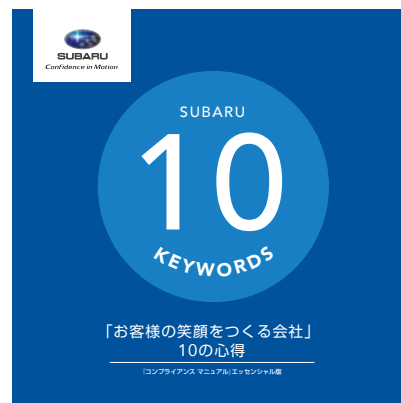 SUBARU
Confidence in Motion
SUBARU
10
KEYWORDS
「お客様の笑顔をつくる会社」
10の心得
『コンプライアンス マニュアル』エッセンシャル版